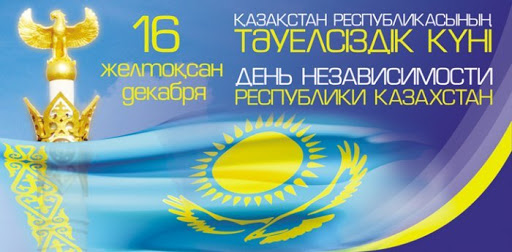 16
желтоқсан
декабря
ҚАЗАҚСТАН РЕСПУБЛИКАСЫНЫҢ
ТӘУЕЛСІЗДІК КҮНІ
ДЕНЬ НЕЗАВИСИМОСТИ
РЕСПУБЛИКИ КАЗАХСТАН